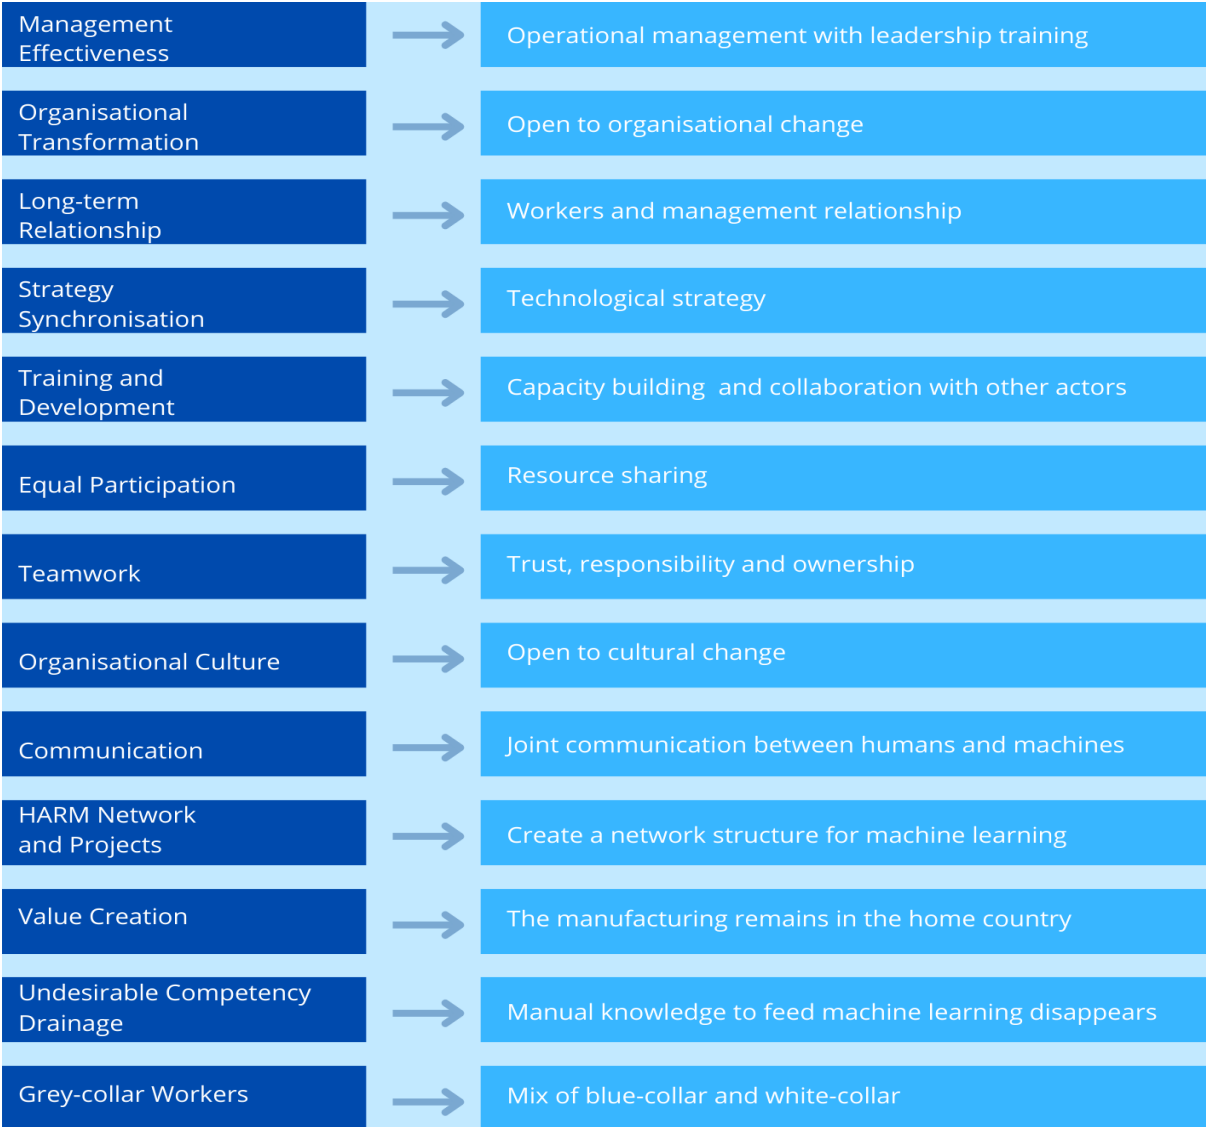 Management
Effectiveness
Operational management with leadership training
Organisational
Transformation
Open to organisational change
Long-term
Relationship
Workers and management relationship
Strategy
Synchronisation
Technological strategy
Training and
Development
Capacity building  and collaboration with other actors
Equal Participation
Resource sharing
Teamwork
Trust, responsibility and ownership
Organisational Culture
Open to cultural change
Communication
Joint communication between humans and machines
HARM Network
and Projects
Create a network structure for machine learning
Value Creation
The manufacturing remains in the home country
Undesirable Competency
Drainage
Manual knowledge to feed machine learning disappears
Grey-collar Workers
Mix of blue-collar and white-collar